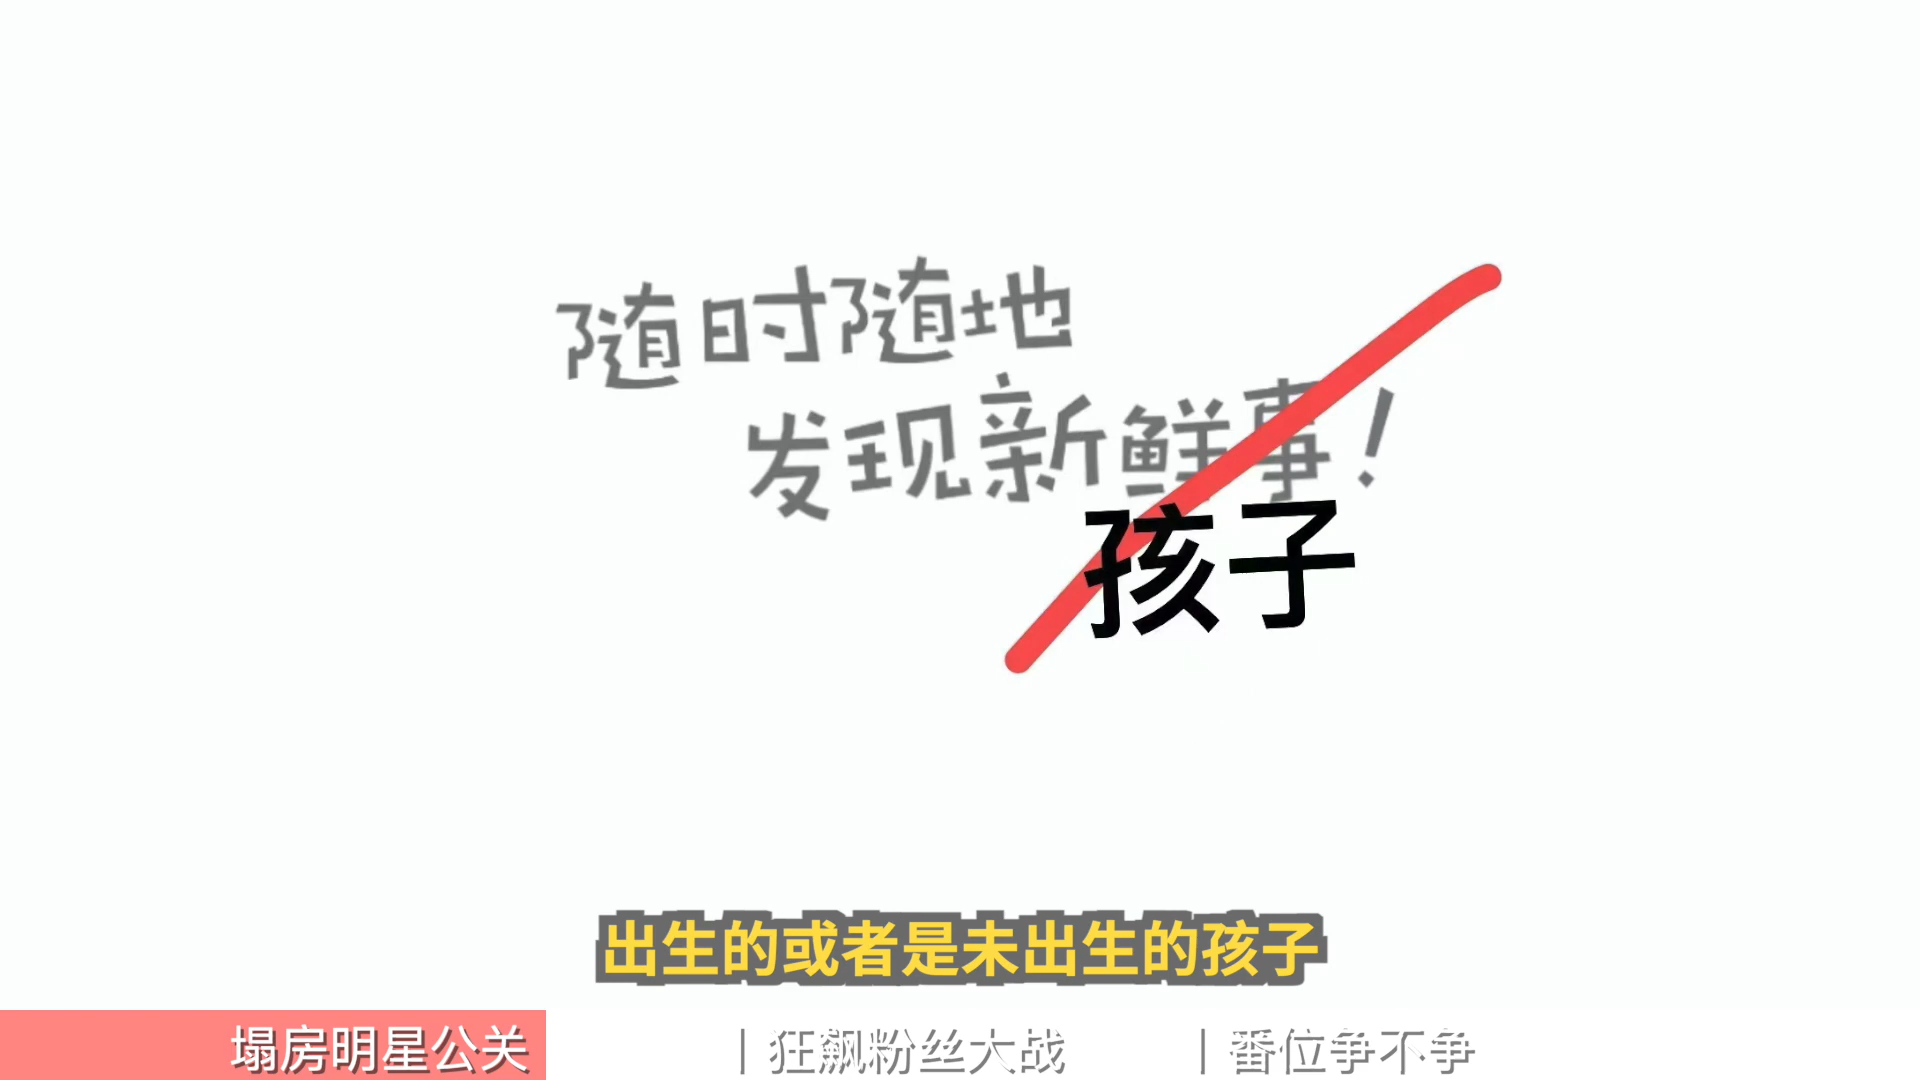 随时随地
发现新鲜事！
孩子
出生的或者是未出生的孩子
塌房明星公关 | 狂飙粉丝大战 | 番位争不争